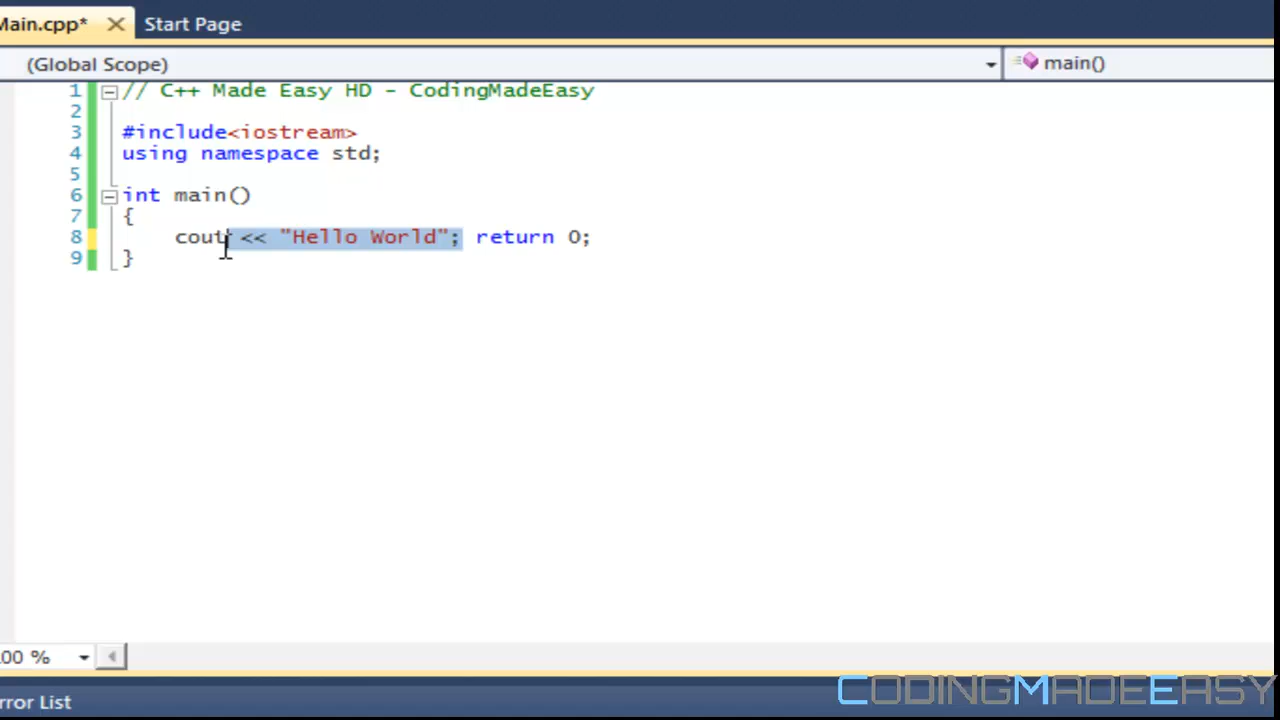 Main.cpp* Start Page
(Global Scope) main()
1 // C++ Made Easy HD - CodingMadeEasy
2
3 #include<iostream>
4 using namespace std;
5
6 int main()
7 {
8 cout << "Hello World"; return 0;
9 }
00 %
rror List
CODINGMADEEASY